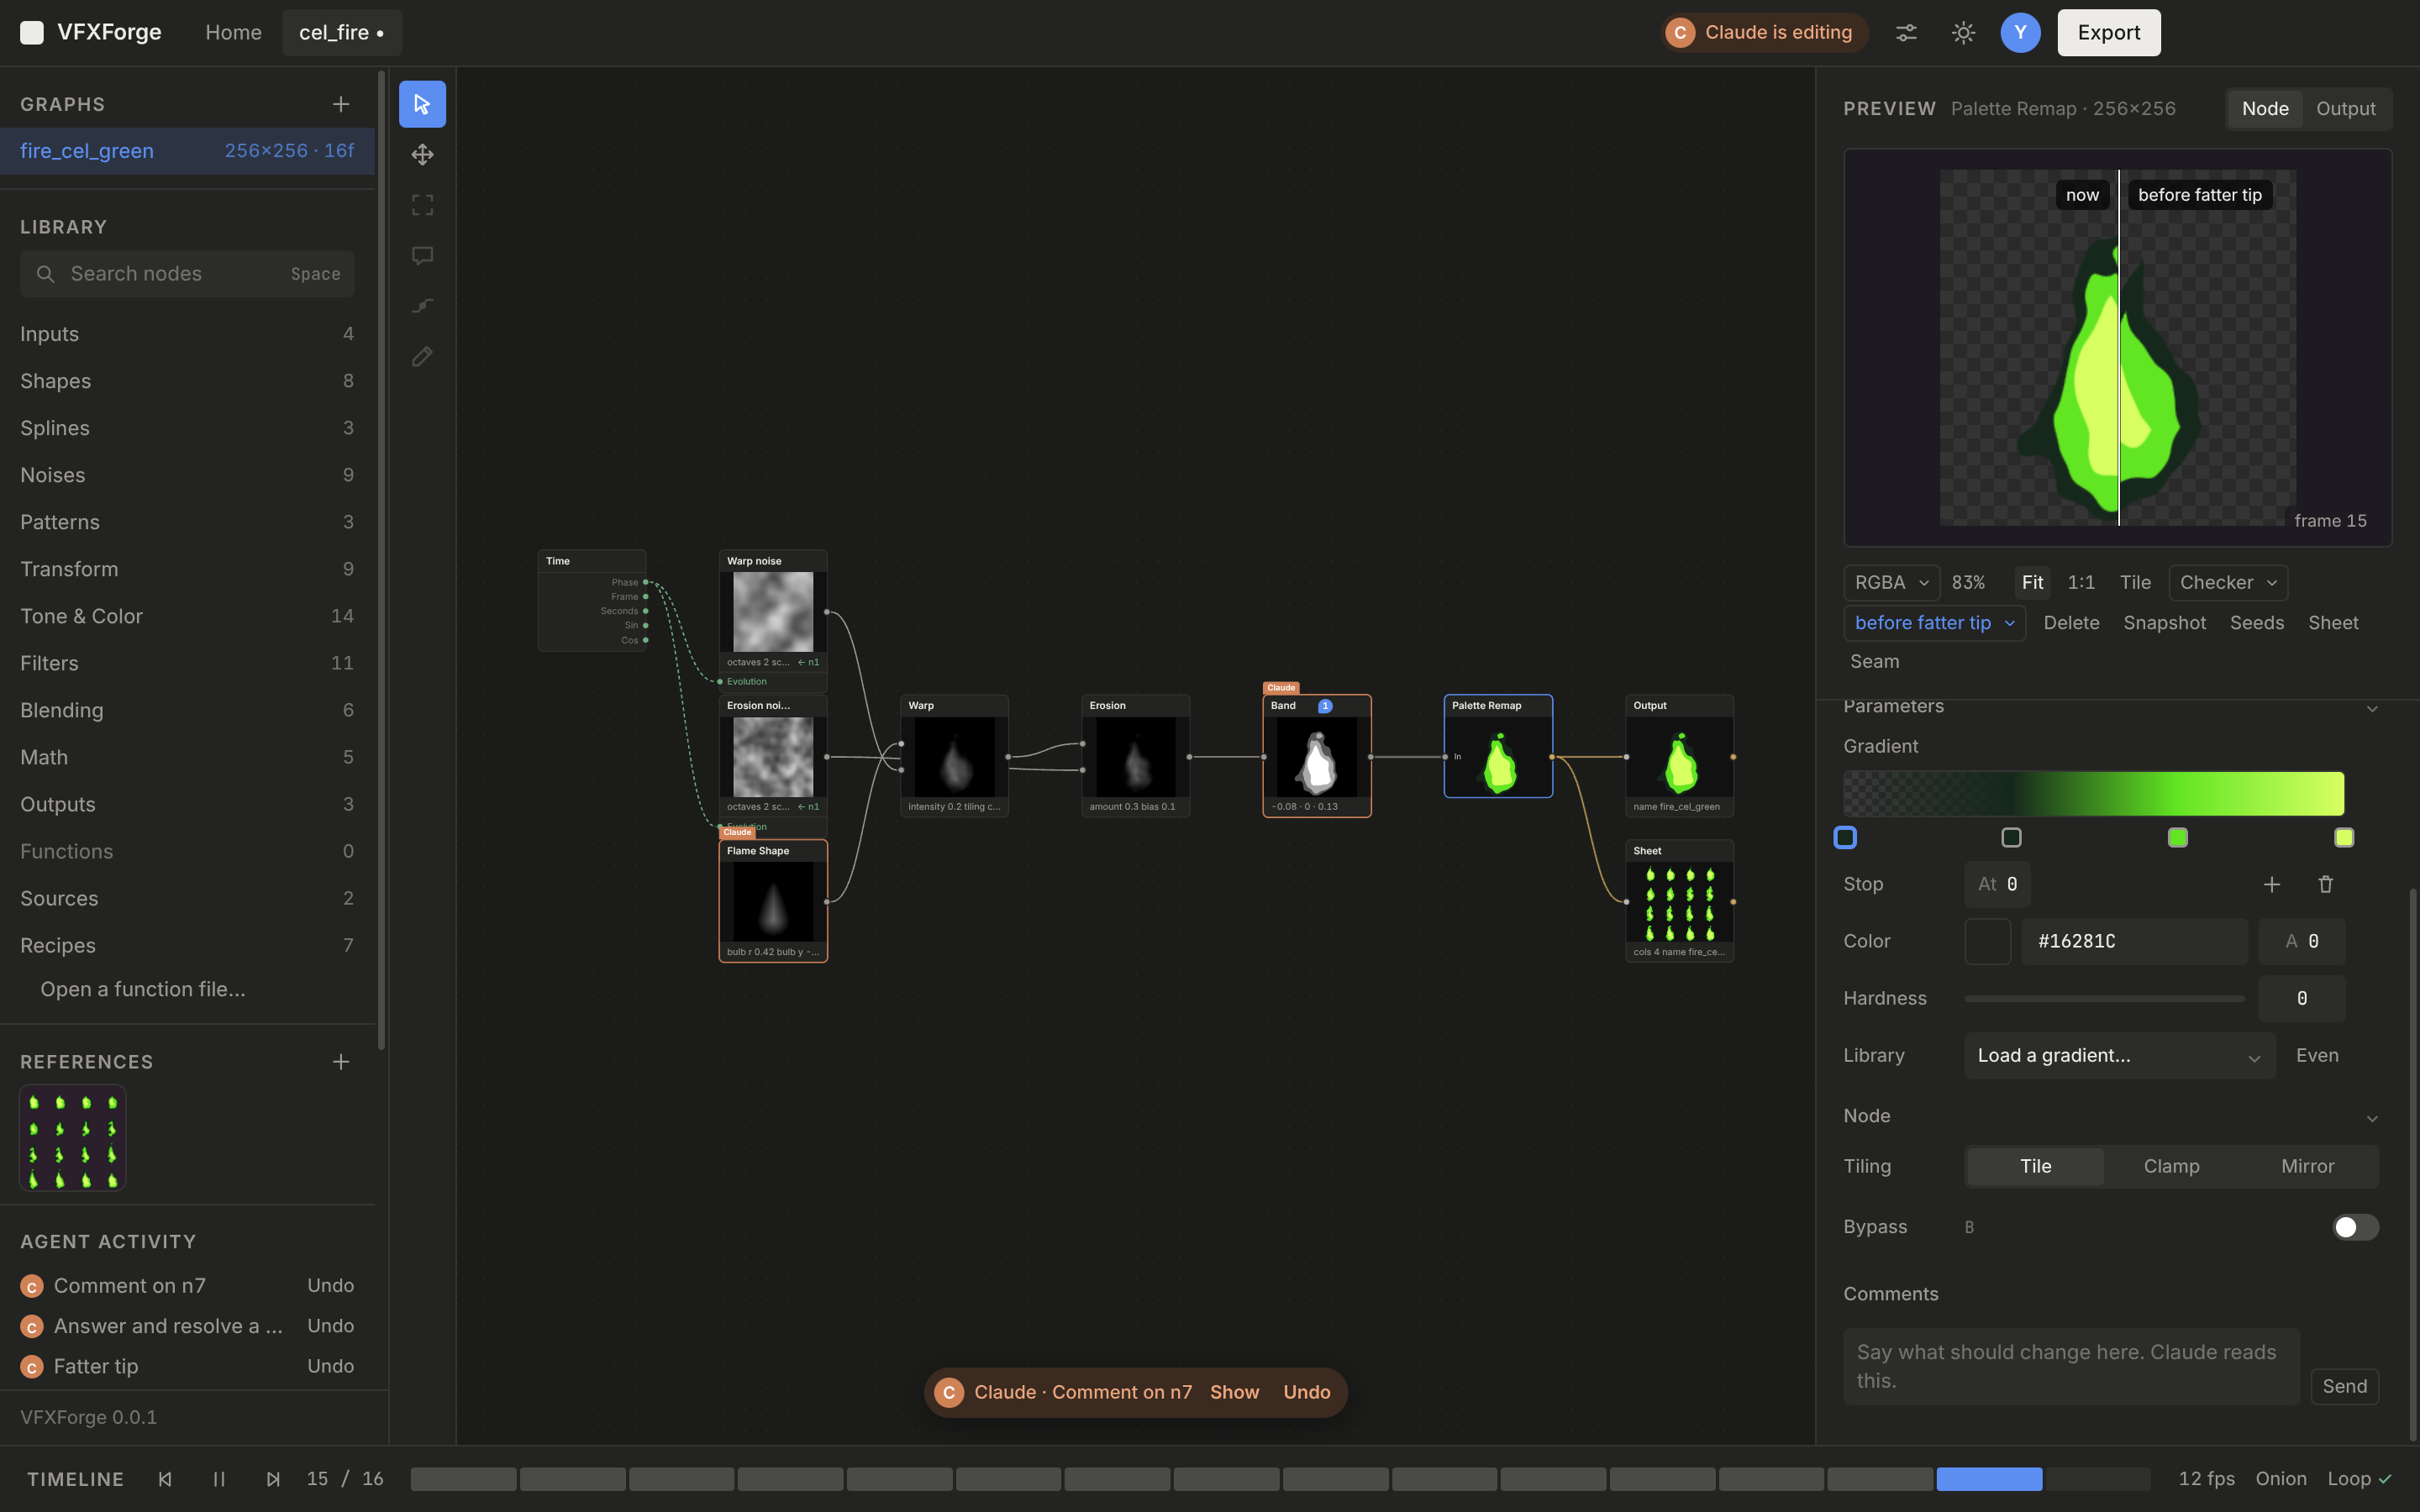 VFXForge
Home
cel_fire •
C Claude is editing
Y
Export
GRAPHS
fire_cel_green 256×256 · 16f
LIBRARY
Search nodes Space
Inputs 4
Shapes 8
Splines 3
Noises 9
Patterns 3
Transform 9
Tone & Color 14
Filters 11
Blending 6
Math 5
Outputs 3
Functions 0
Sources 2
Recipes 7
Open a function file...
REFERENCES
AGENT ACTIVITY
C Comment on n7 Undo
C Answer and resolve a ... Undo
C Fatter tip Undo
VFXForge 0.0.1
Time
Phase
Frame
Seconds
Sin
Cos
Warp noise
octaves 2 sc... ← n1
Evolution
Erosion noi...
octaves 2 sc... ← n1
Evolution
Claude
Flame Shape
bulb r 0.42 bulb y -...
Warp
intensity 0.2 tiling c...
Erosion
amount 0.3 bias 0.1
Claude
Band 1
-0.08 · 0 · 0.13
Palette Remap
In
Output
name fire_cel_green
Sheet
cols 4 name fire_ce...
C Claude · Comment on n7 Show Undo
PREVIEW Palette Remap · 256×256
Node Output
now
before fatter tip
frame 15
RGBA 83% Fit 1:1 Tile Checker
before fatter tip Delete Snapshot Seeds Sheet
Seam
Parameters
Gradient
Stop At 0
Color #16281C A 0
Hardness 0
Library Load a gradient... Even
Node
Tiling Tile Clamp Mirror
Bypass B
Comments
Say what should change here. Claude reads
this.
Send
TIMELINE 15 / 16
12 fps Onion Loop ✓